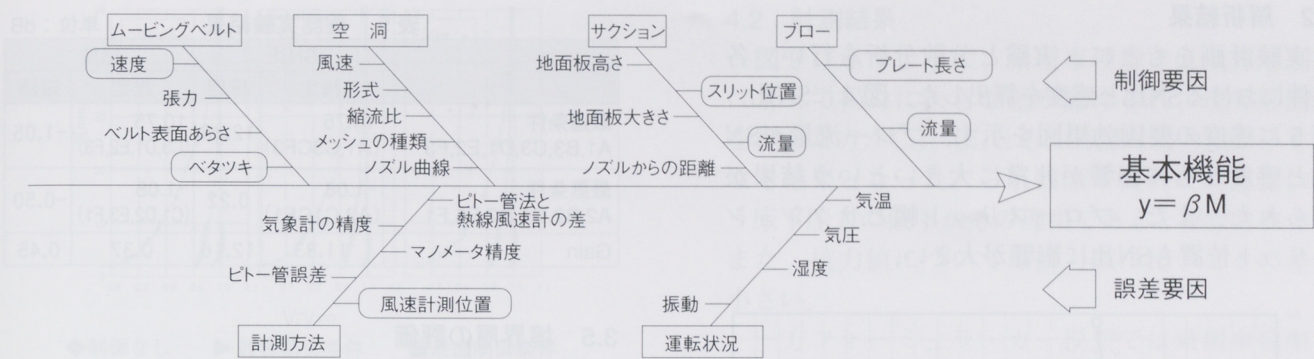 ムービングベルト
速度
張力
ベルト表面あらさ
ベタツキ
空　洞
風速
形式
縮流比
メッシュの種類
ノズル曲線
サクション
地面板高さ
スリット位置
地面板大きさ
流量
ノズルからの距離
ブロー
プレート長さ
流量
制御要因
基本機能
y＝βM
誤差要因
ピトー管法と
熱線風速計の差
気象計の精度
マノメータ精度
ピトー管誤差
風速計測位置
計測方法
気温
気圧
湿度
振動
運転状況